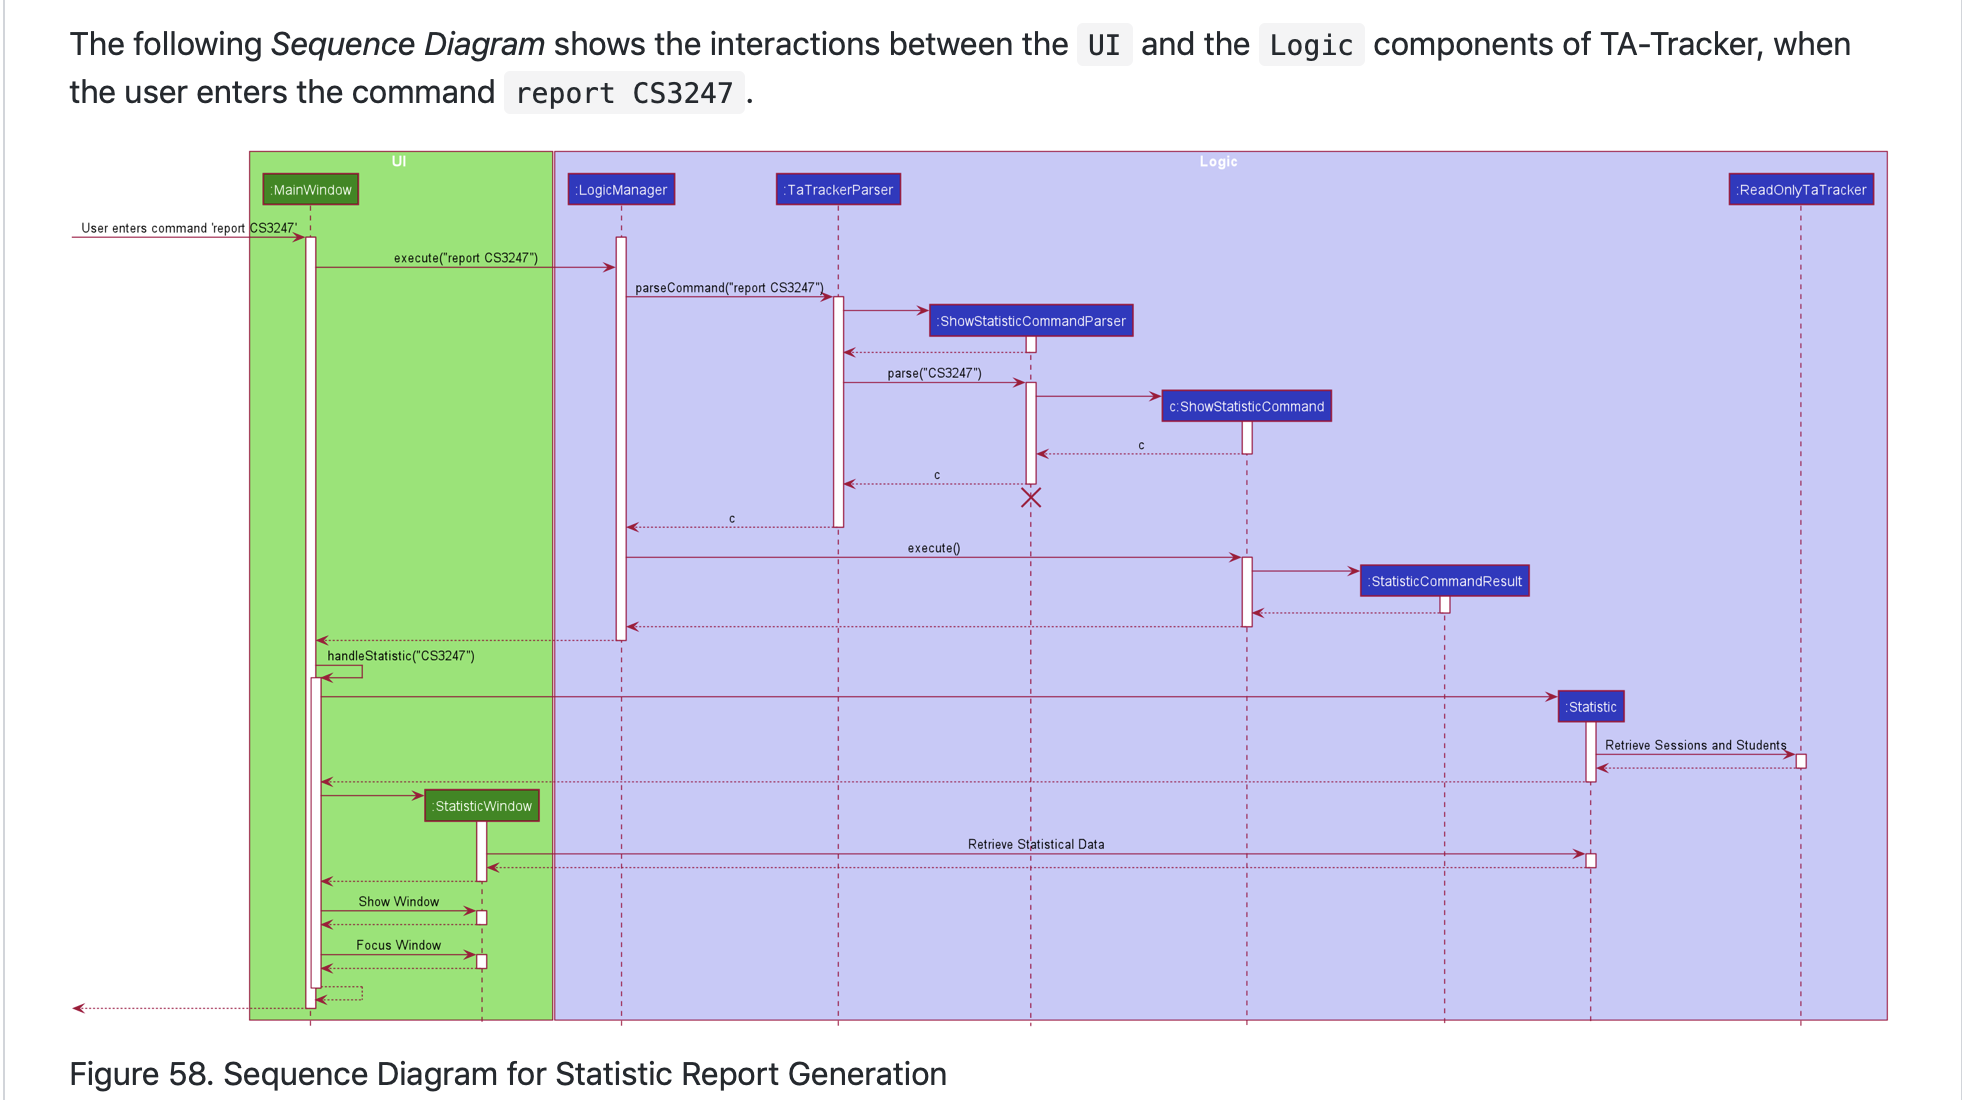 The following Sequence Diagram shows the interactions between the UI and the Logic components of TA-Tracker, when
the user enters the command report CS3247 .
UI
Logic
:MainWindow
:LogicManager
:TaTrackerParser
:ReadOnlyTaTracker
User enters command 'report CS3247'
execute("report CS3247")
parseCommand("report CS3247")
:ShowStatisticCommandParser
parse("CS3247")
c:ShowStatisticCommand
c
c
c
execute()
:StatisticCommandResult
handleStatistic("CS3247")
:Statistic
Retrieve Sessions and Students
:StatisticWindow
Retrieve Statistical Data
Show Window
Focus Window
Figure 58. Sequence Diagram for Statistic Report Generation